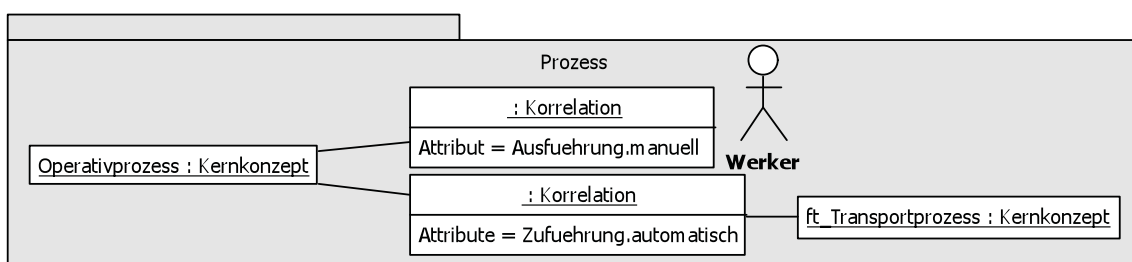 Prozess
: Korrelation
Attribut = Ausfuehrung.manuell
Operativprozess : Kernkonzept
Werker
: Korrelation
Attribute = Zufuehrung.automatisch
ft_Transportprozess : Kernkonzept